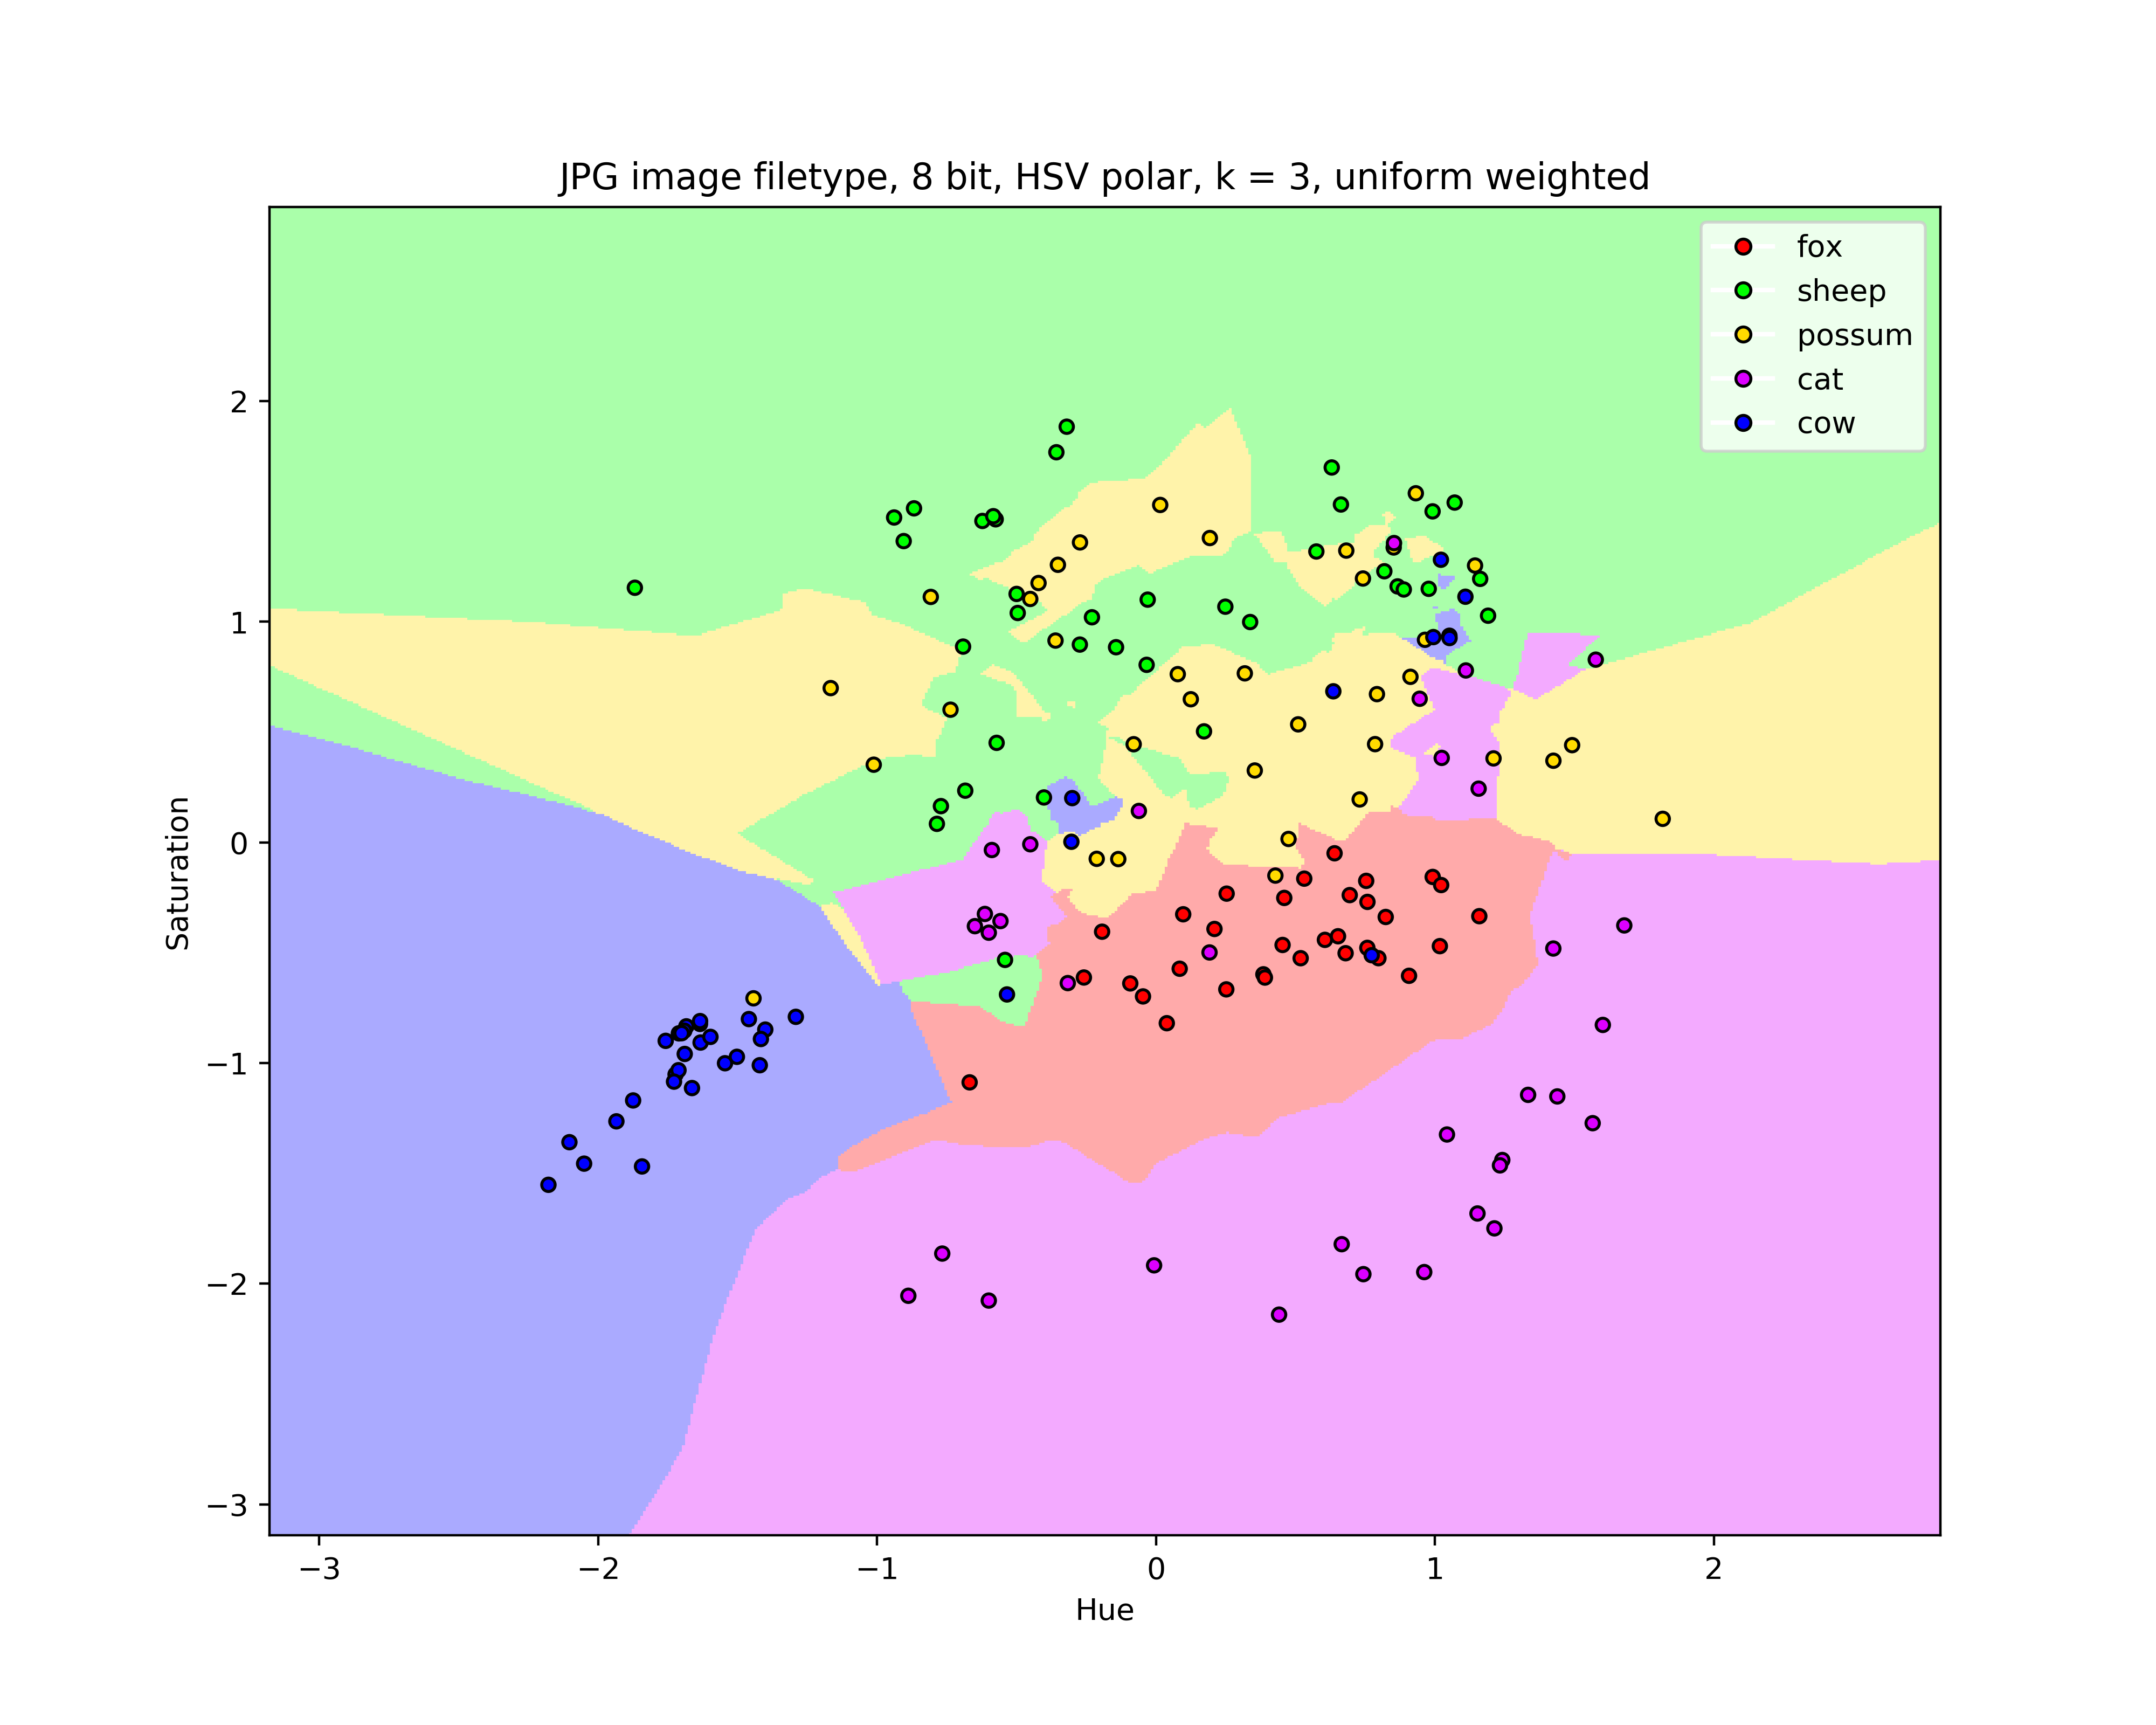 JPG image filetype, 8 bit, HSV polar, k = 3, uniform weighted
fox
sheep
possum
cat
cow
2
1
0
−1
−2
−3
Saturation
−3
−2
−1
0
1
2
Hue